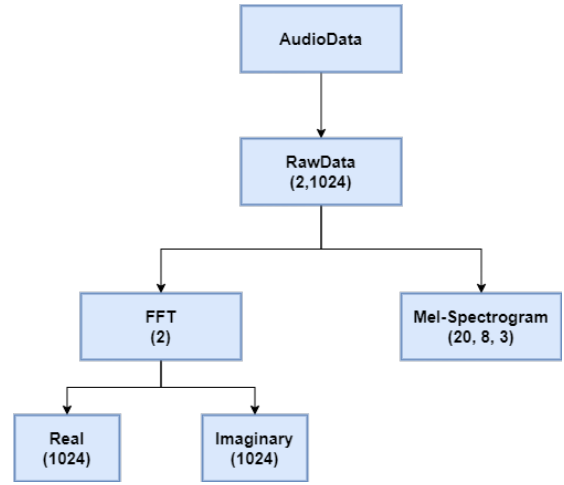 AudioData
RawData
(2,1024)
FFT
(2)
Mel-Spectrogram
(20, 8, 3)
Real
(1024)
Imaginary
(1024)